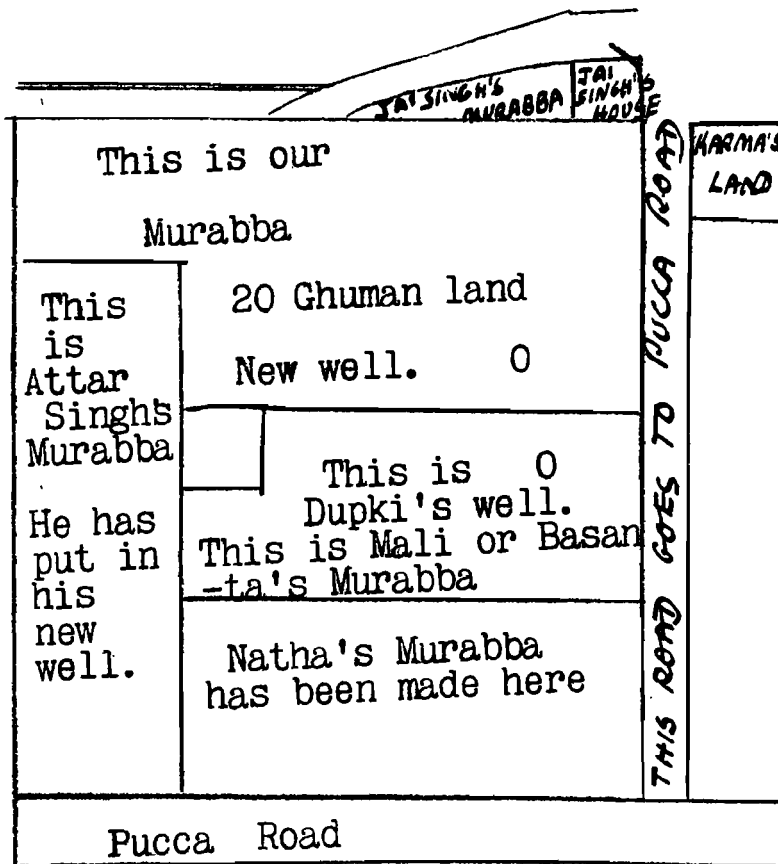 JAI SINGH'S
MURABBA
JAI
SINGH'S
HOUSE
KARMA'S
LAND
This is our
Murabba
20 Ghuman land
New well. O
This
is
Attar
Singh's
Murabba
He has
put in
his
new
well.
This is O
Dupki's well.
This is Mali or Basan
-ta's Murabba
Natha's Murabba
has been made here
THIS ROAD GOES TO PUCCA ROAD
Pucca Road